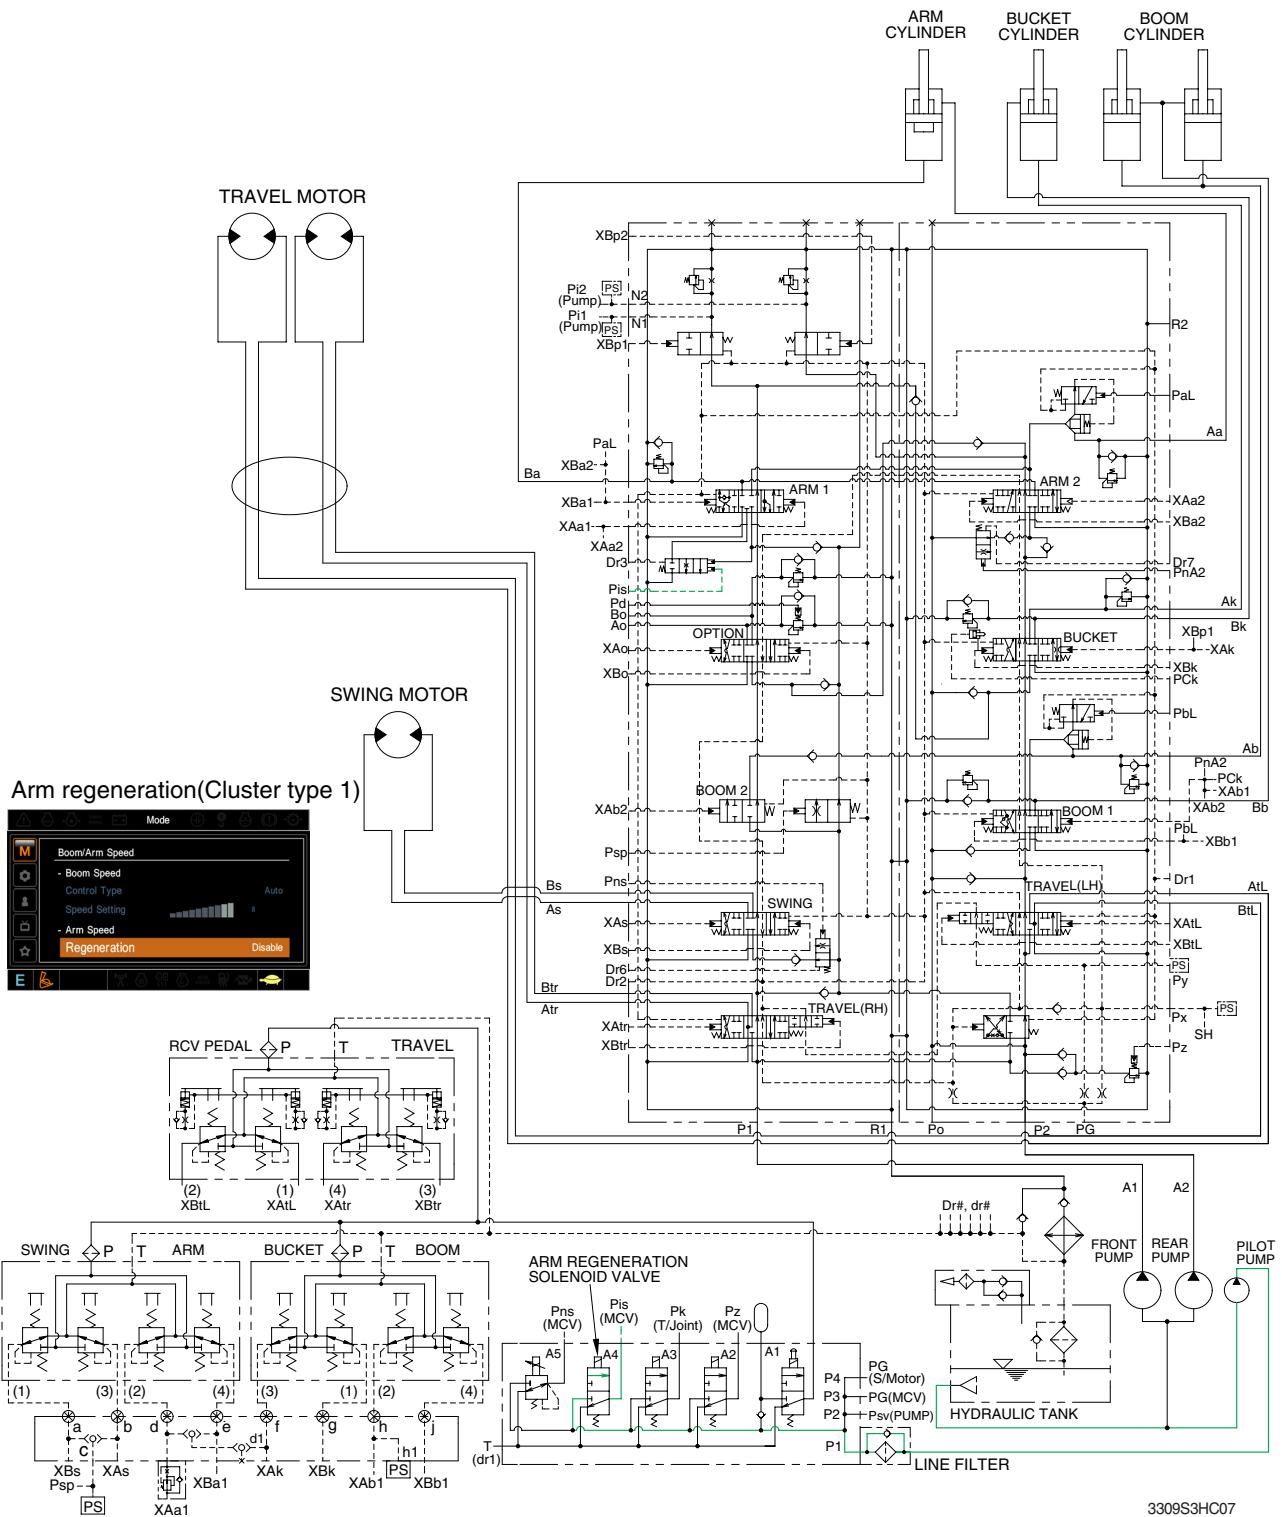 ARM
CYLINDER
BUCKET
CYLINDER
BOOM
CYLINDER
TRAVEL MOTOR
XBp2
Pi2
(Pump)
PS
N2
Pi1
(Pump)
PS
N1
XBp1
R2
PaL
Aa
PaL
XBa2
Ba
XBa1
ARM 1
ARM 2
XAa2
XAa1
XBa2
XAa2
Dr3
Dr7
PnA2
Pis
Pd
Bo
Ao
Ak
Bk
OPTION
BUCKET
XBp1
XAo
XAk
XBo
XBk
PCk
SWING MOTOR
PbL
Ab
PnA2
PCk
XAb1
XAb2
Bb
BOOM 2
XAb2
BOOM 1
PbL
XBb1
Psp
Arm regeneration(Cluster type 1)
Mode
M
Boom/Arm Speed
- Boom Speed
Control Type
Auto
Speed Setting
8
- Arm Speed
Regeneration
Disable
E
Pns
Bs
As
SWING
TRAVEL(LH)
Dr1
AtL
BtL
XAs
XAtL
XBs
XBtL
Dr6
Dr2
PS
Py
Btr
Atr
TRAVEL(RH)
Px
PS
SH
XAtr
XBtr
Pz
P1
R1
Po
P2
PG
RCV PEDAL
P
T
TRAVEL
(2)
XBtL
(1)
XAtL
(4)
XAtr
(3)
XBtr
A1
A2
Dr#, dr#
FRONT
PUMP
REAR
PUMP
PILOT
PUMP
HYDRAULIC TANK
SWING
P
T
ARM
BUCKET
P
T
BOOM
(1)
(3)
(2)
(4)
(3)
(1)
(2)
(4)
a
b
d
e
f
g
h
j
c
d1
h1
XBs
XAs
Psp
PS
XAa1
XBa1
XAk
XBk
XAb1
PS
XBb1
ARM REGENERATION
SOLENOID VALVE
Pns
(MCV)
Pis
(MCV)
Pk
(T/Joint)
Pz
(MCV)
A5
A4
A3
A2
A1
PG
P4
(S/Motor)
P3
PG(MCV)
P2
Psv(PUMP)
P1
T
(dr1)
LINE FILTER
3309S3HC07